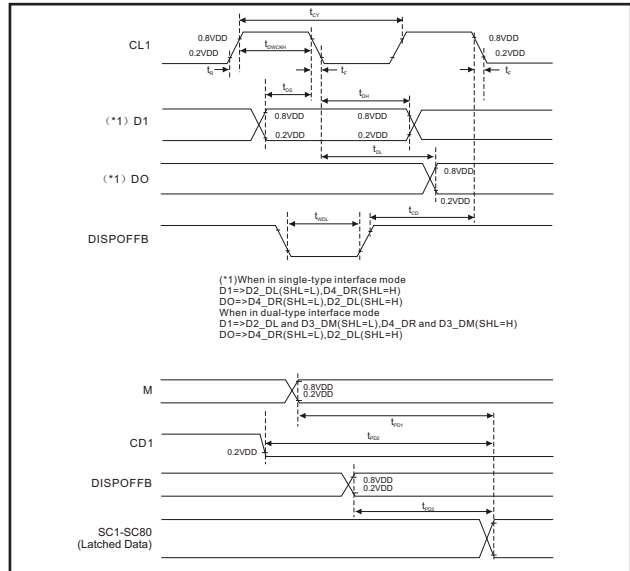 tCY
CL1
0.8VDD
0.2VDD
tDWCKH
0.8VDD
0.2VDD
tR
tF
tF
tDS
tDH
(*1) D1
0.8VDD
0.2VDD
0.8VDD
0.2VDD
tDL
(*1) DO
0.8VDD
0.2VDD
tWDL
tCD
DISPOFFB
(*1)When in single-type interface mode
D1=>D2_DL(SHL=L),D4_DR(SHL=H)
DO=>D4_DR(SHL=L),D2_DL(SHL=H)
When in dual-type interface mode
D1=>D2_DL and D3_DM(SHL=L),D4_DR and D3_DM(SHL=H)
DO=>D4_DR(SHL=L),D2_DL(SHL=H)
M
0.8VDD
0.2VDD
tPD1
CD1
0.2VDD
tPD2
DISPOFFB
0.8VDD
0.2VDD
tPD3
SC1-SC80
(Latched Data)